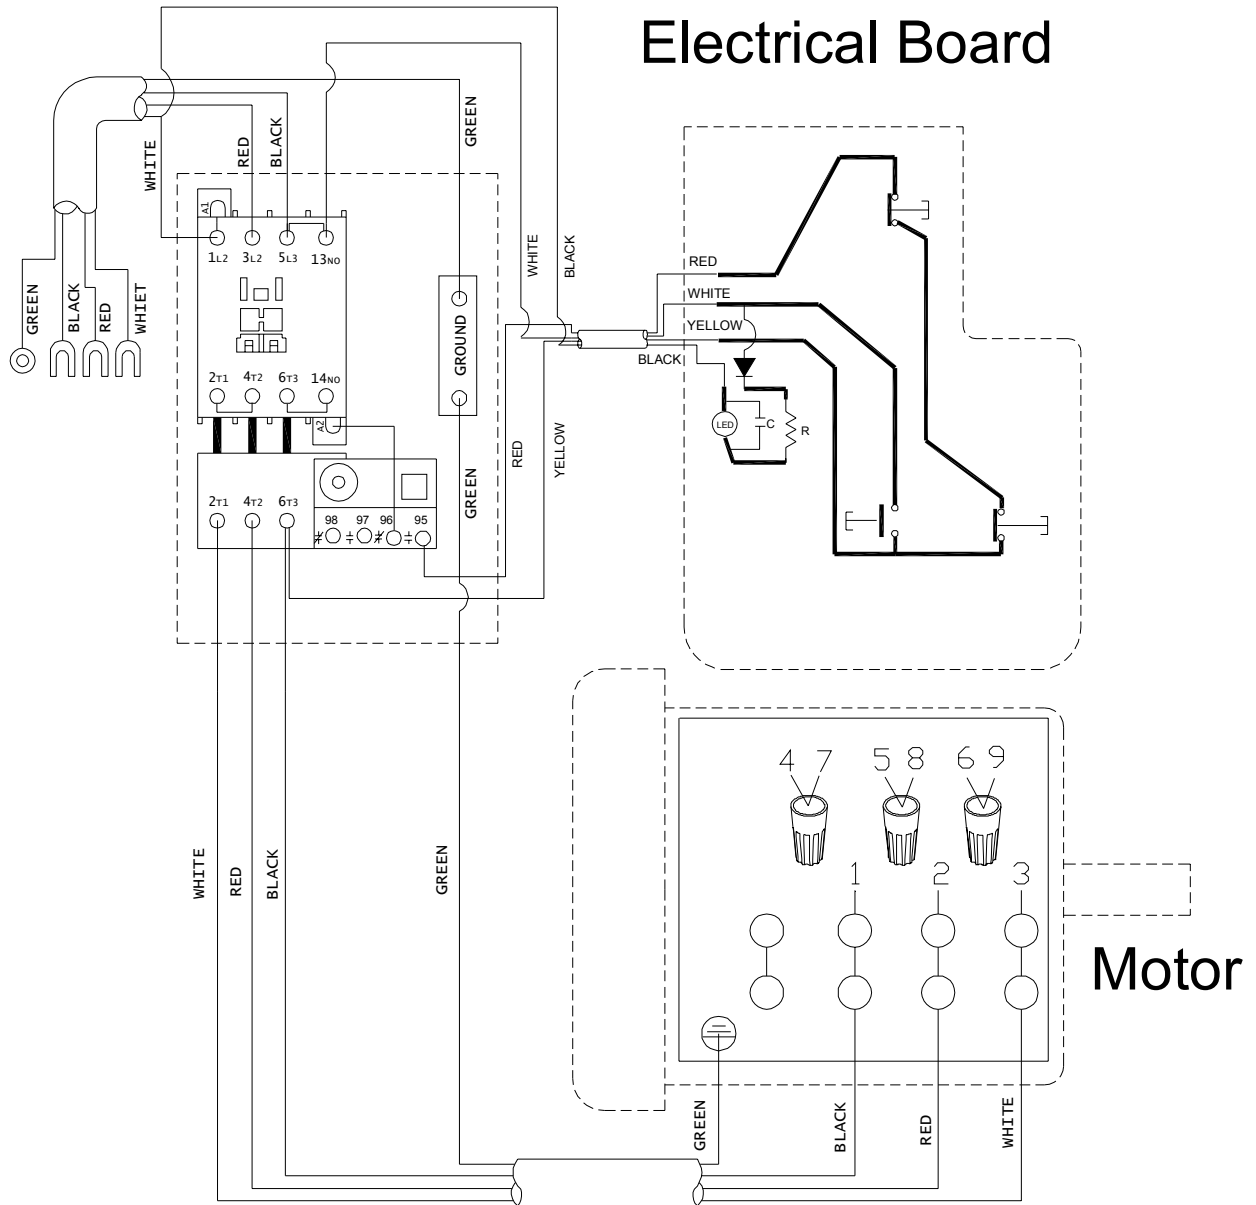 Electrical Board
WHITE
RED
BLACK
GREEN
GREEN
BLACK
RED
WHIET
A1
1L2 3L2 5L3 13NO
2T1 4T2 6T3 14NO
A2
2T1 4T2 6T3
98 97 96 95
GROUND
GREEN
WHITE
BLACK
RED
YELLOW
RED
WHITE
YELLOW
BLACK
LED
C
R
4 7 5 8 6 9
1 2 3
Motor
WHITE
RED
BLACK
GREEN
GREEN
BLACK
RED
WHITE